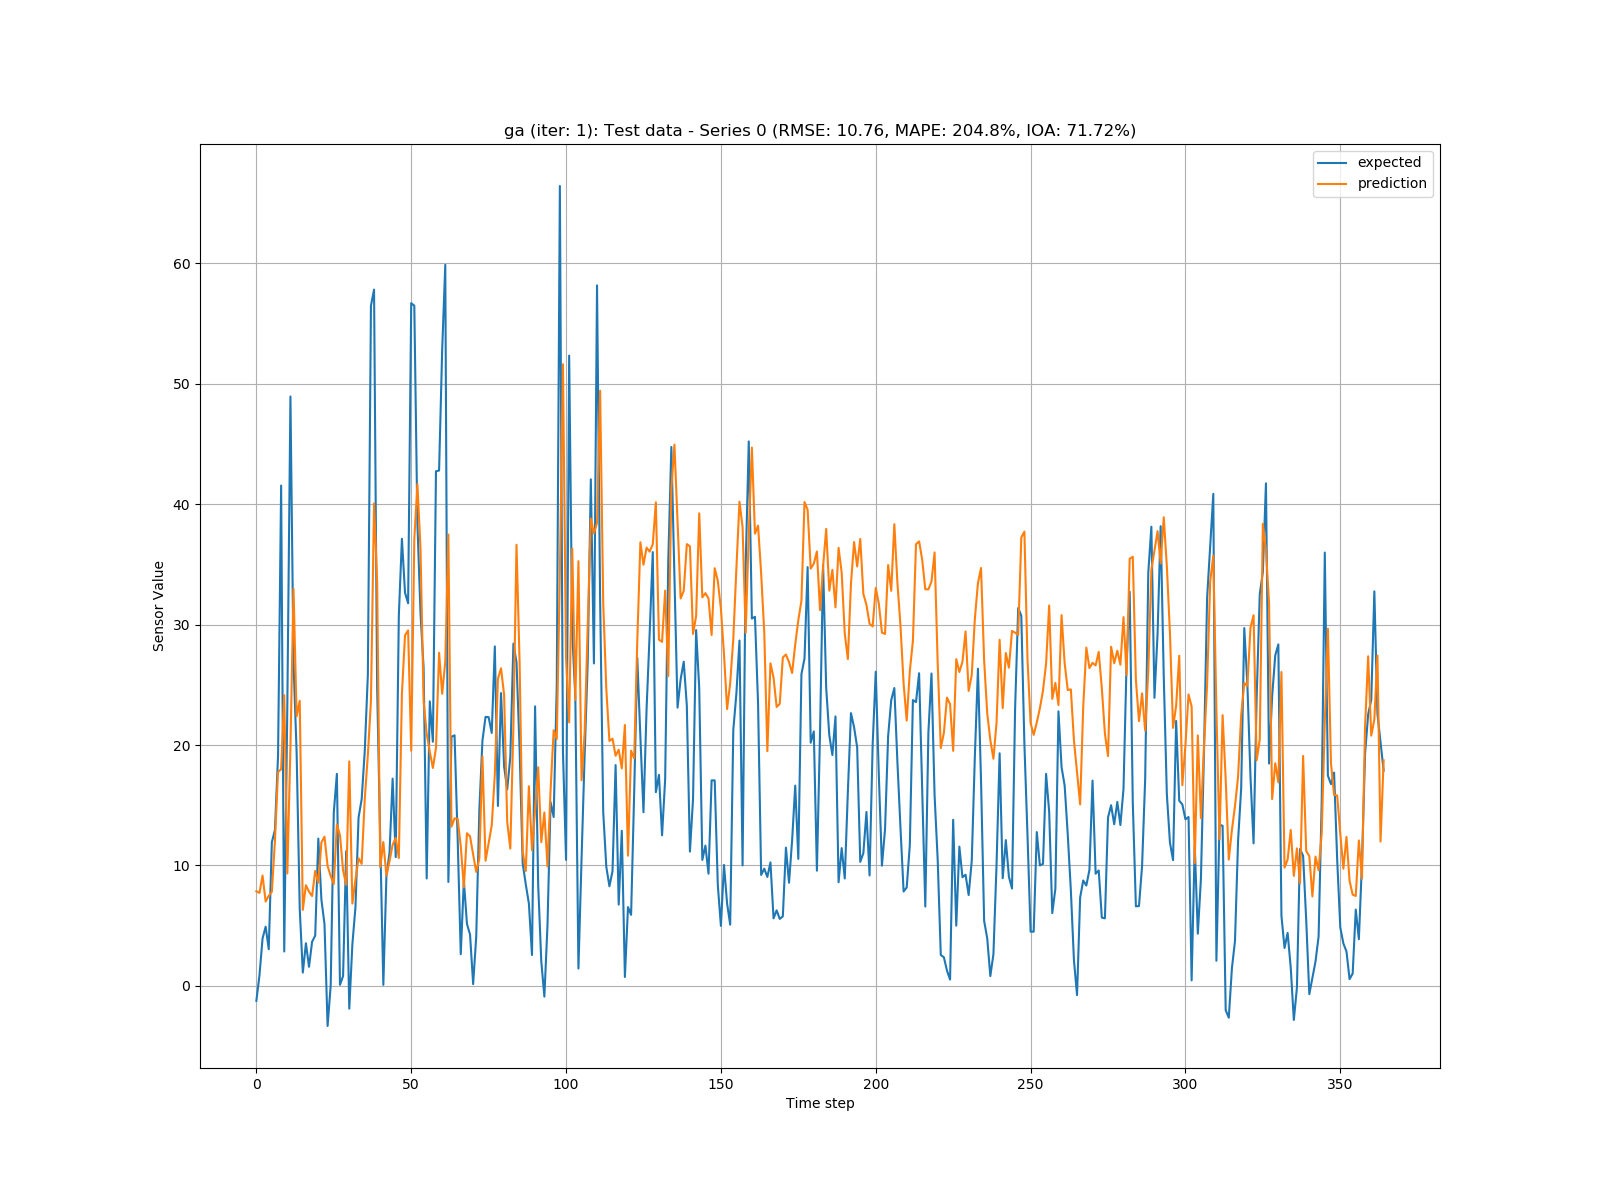 ga (iter: 1): Test data - Series 0 (RMSE: 10.76, MAPE: 204.8%, IOA: 71.72%)
expected
prediction
60
50
40
30
20
10
0
Sensor Value
0 50 100 150 200 250 300 350
Time step